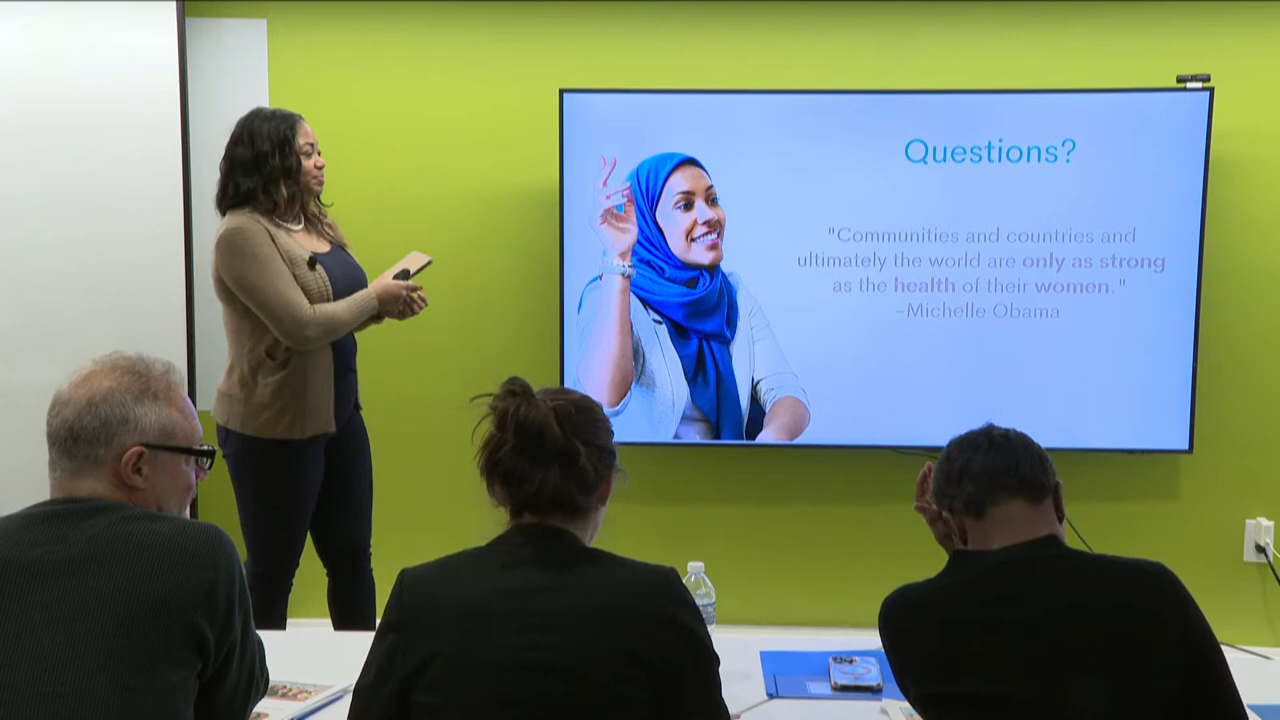 Questions?
"Communities and countries and
ultimately the world are only as strong
as the health of their women."
–Michelle Obama